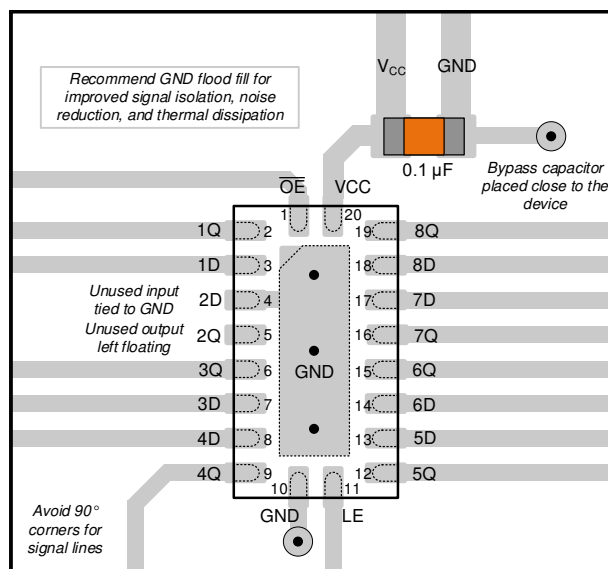 V_CC GND
Recommend GND flood fill for
improved signal isolation, noise
reduction, and thermal dissipation
0.1 µF
Bypass capacitor
placed close to the
device
O̅E̅ VCC
1 20
1Q 2 19 8Q
1D 3 18 8D
Unused input
tied to GND
2D 4 17 7D
Unused output
left floating
2Q 5 16 7Q
3Q 6 GND 15 6Q
3D 7 14 6D
4D 8 13 5D
4Q 9 12 5Q
10 11
GND LE
Avoid 90°
corners for
signal lines